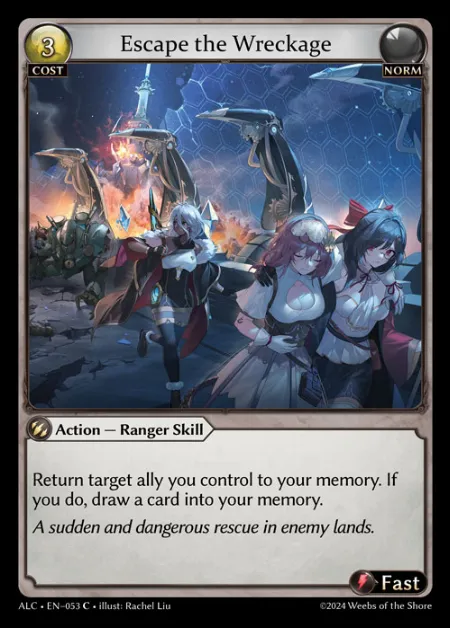 3
Escape the Wreckage
COST
NORM
Action — Ranger Skill
Return target ally you control to your memory. If
you do, draw a card into your memory.
A sudden and dangerous rescue in enemy lands.
Fast
ALC • EN–053 C • illust: Rachel Liu
©2024 Weebs of the Shore